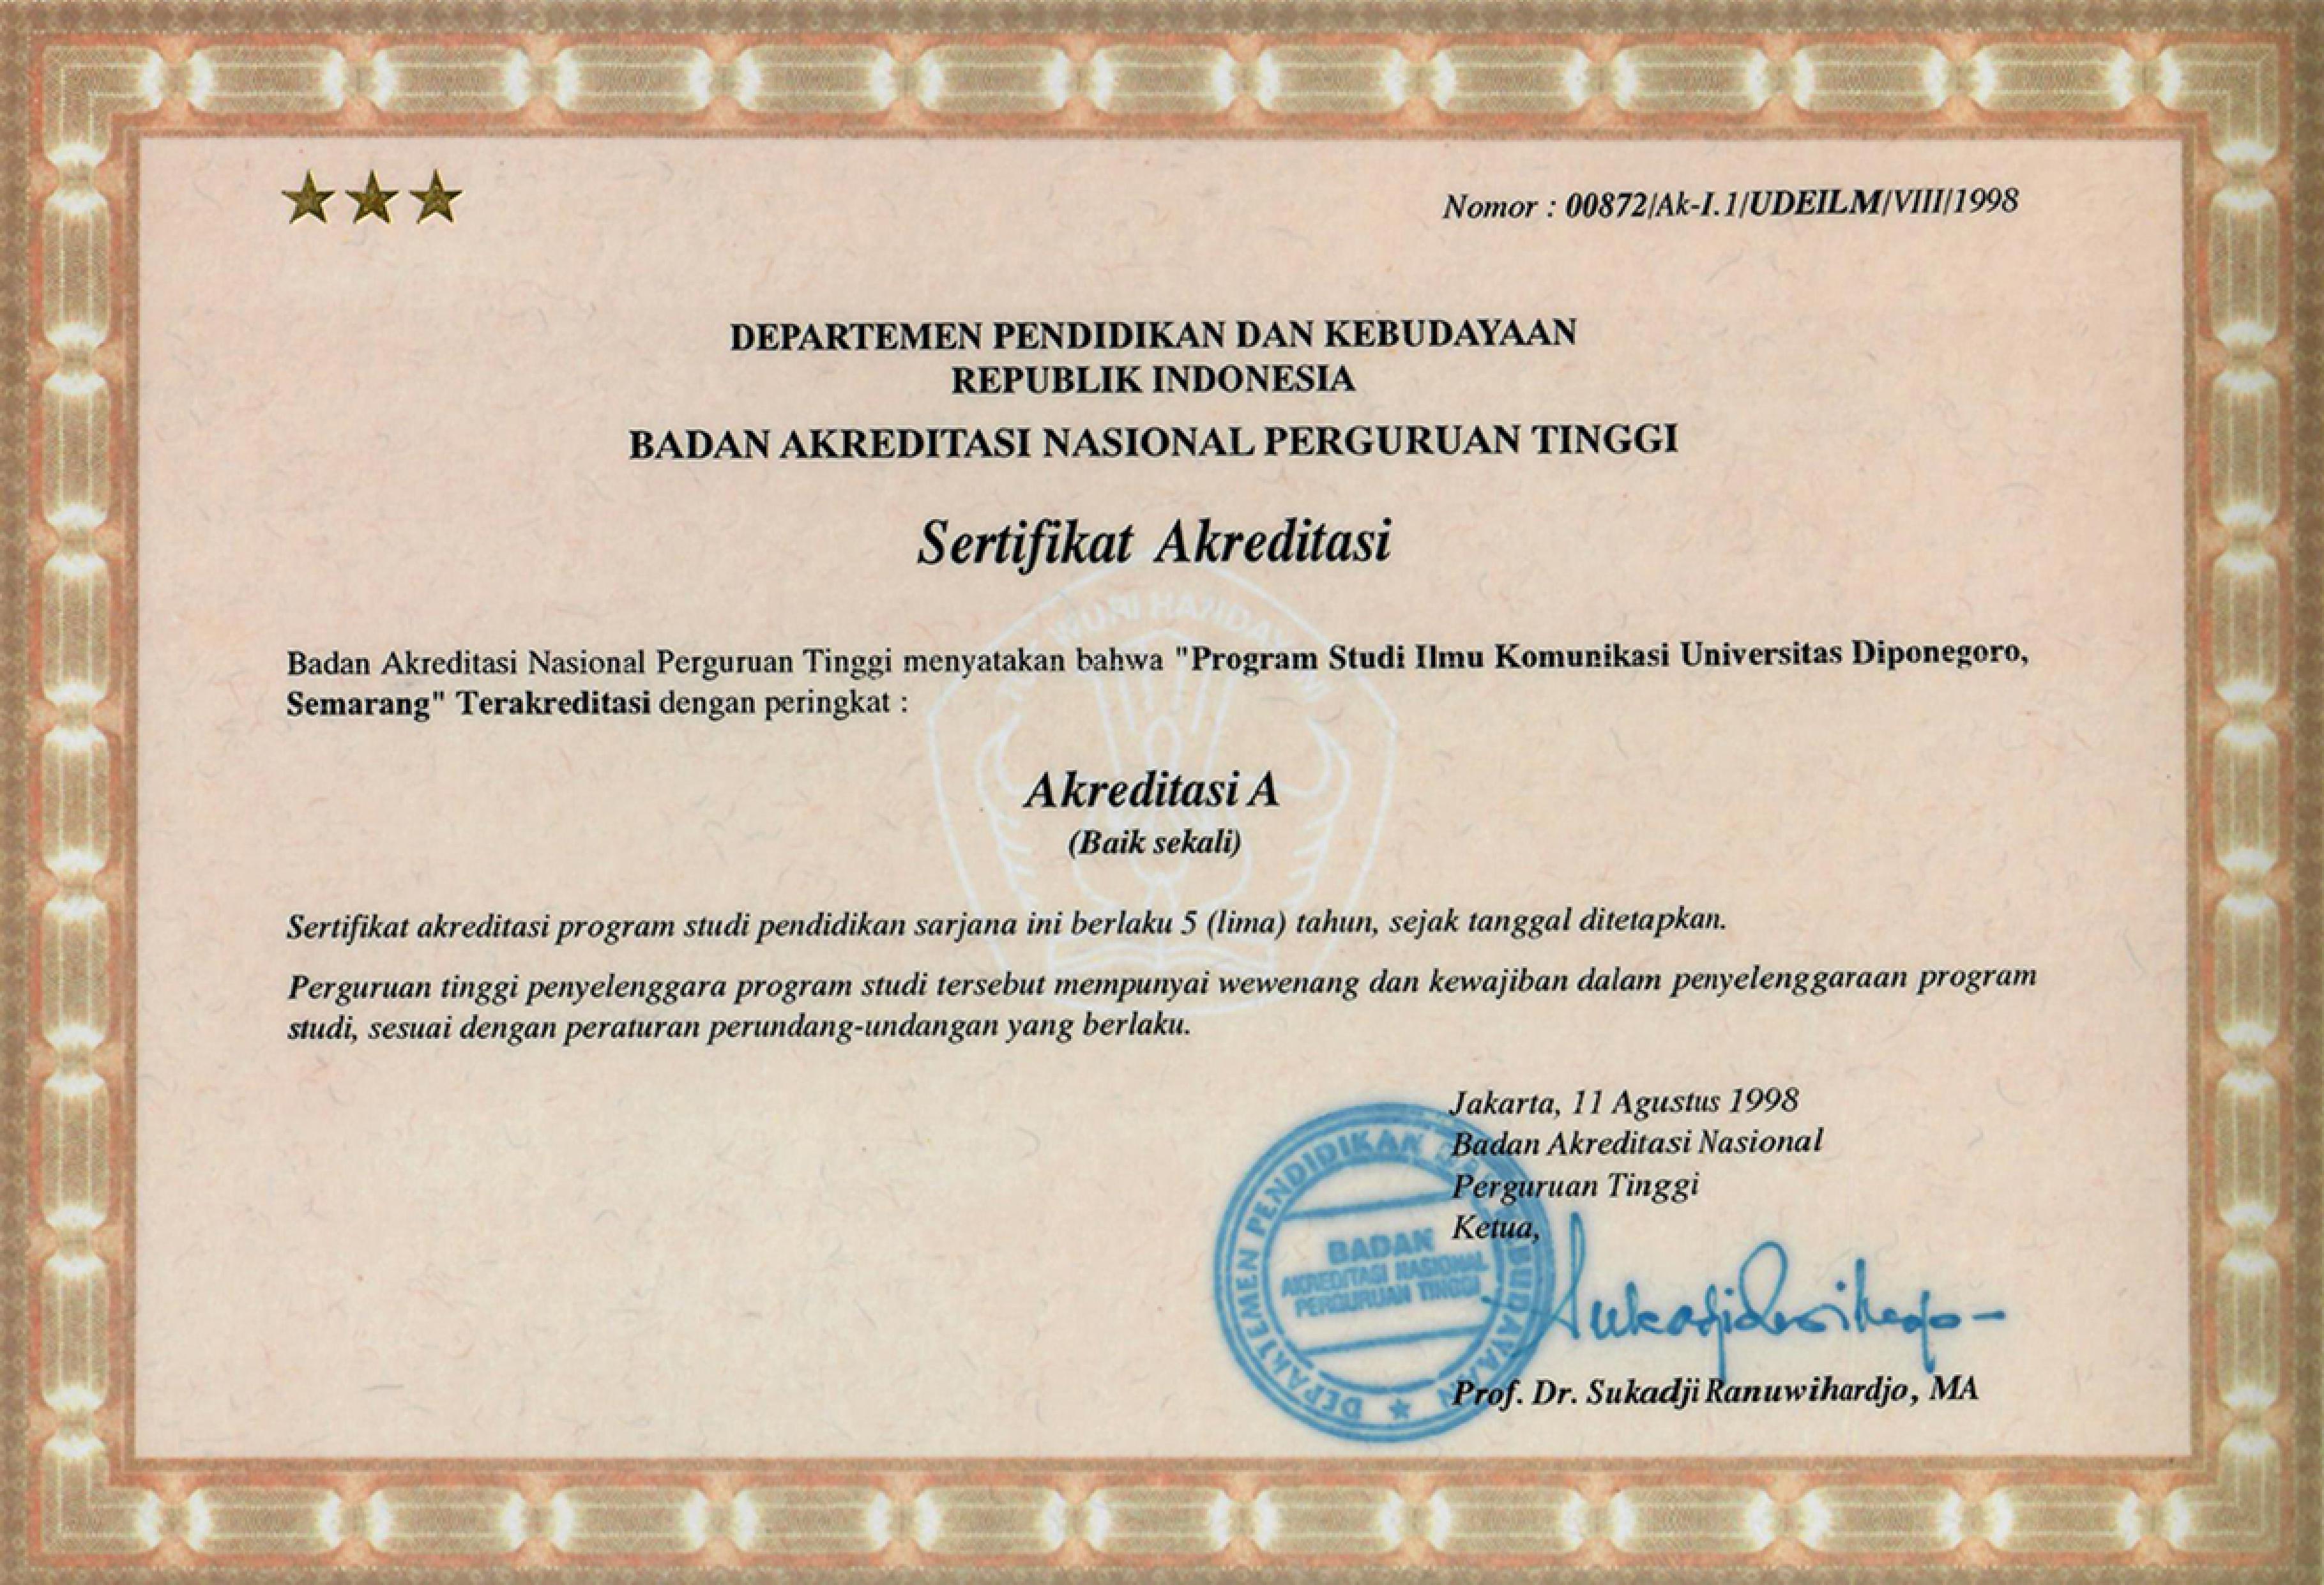 Nomor : 00872/Ak-I.1/UDEILM/VIII/1998
DEPARTEMEN PENDIDIKAN DAN KEBUDAYAAN
REPUBLIK INDONESIA
BADAN AKREDITASI NASIONAL PERGURUAN TINGGI
Sertifikat Akreditasi
Badan Akreditasi Nasional Perguruan Tinggi menyatakan bahwa "Program Studi Ilmu Komunikasi Universitas Diponegoro,
Semarang" Terakreditasi dengan peringkat :
Akreditasi A
(Baik sekali)
Sertifikat akreditasi program studi pendidikan sarjana ini berlaku 5 (lima) tahun, sejak tanggal ditetapkan.
Perguruan tinggi penyelenggara program studi tersebut mempunyai wewenang dan kewajiban dalam penyelenggaraan program
studi, sesuai dengan peraturan perundang-undangan yang berlaku.
Jakarta, 11 Agustus 1998
Badan Akreditasi Nasional
Perguruan Tinggi
Ketua,
DEPARTEMEN PENDIDIKAN DAN KEBUDAYAAN
BADAN
AKREDITASI NASIONAL
PERGURUAN TINGGI
Prof. Dr. Sukadji Ranuwihardjo, MA